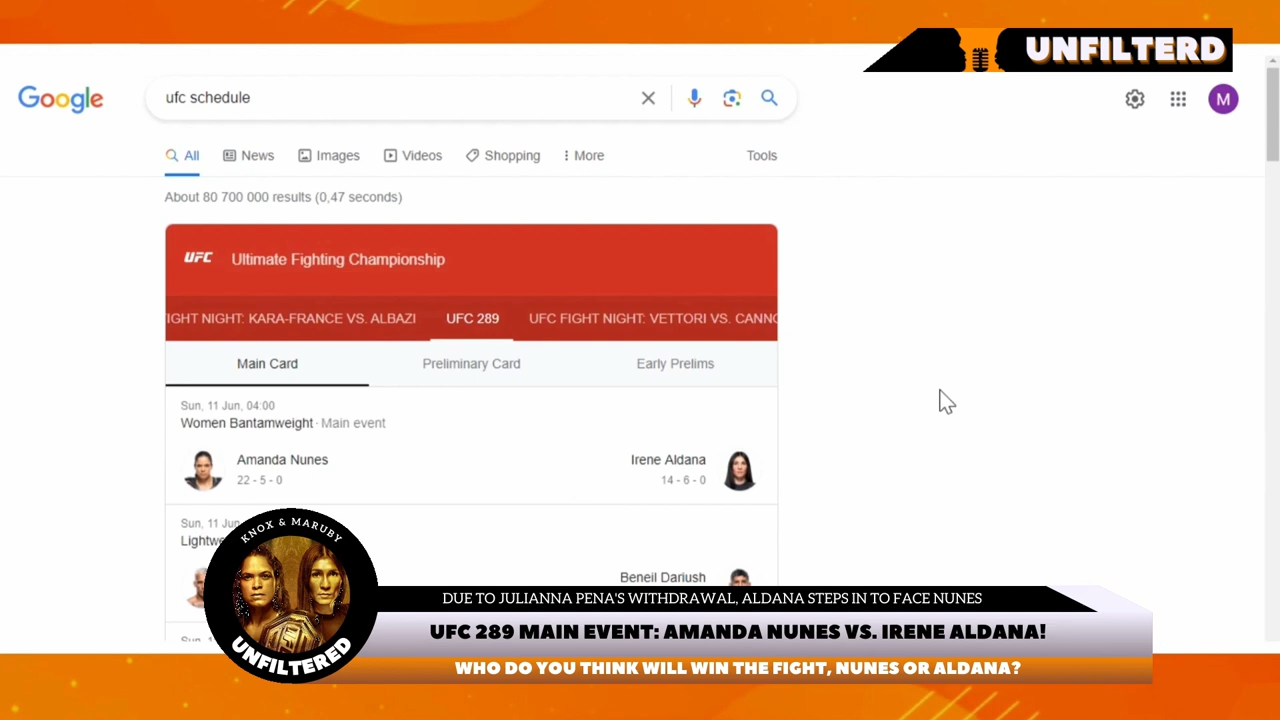 UNFILTERD
Google
ufc schedule
M
All News Images Videos Shopping More Tools
About 80 700 000 results (0,47 seconds)
UFC Ultimate Fighting Championship
IGHT NIGHT: KARA-FRANCE VS. ALBAZI UFC 289 UFC FIGHT NIGHT: VETTORI VS. CANNO
Main Card Preliminary Card Early Prelims
Sun, 11 Jun, 04:00
Women Bantamweight · Main event
Amanda Nunes Irene Aldana
22 - 5 - 0 14 - 6 - 0
Sun, 11 Jun
Lightwe
Beneil Dariush
Sun, 1
KNOX & MARUBY
UNFILTERED
DUE TO JULIANNA PENA'S WITHDRAWAL, ALDANA STEPS IN TO FACE NUNES
UFC 289 MAIN EVENT: AMANDA NUNES VS. IRENE ALDANA!
WHO DO YOU THINK WILL WIN THE FIGHT, NUNES OR ALDANA?